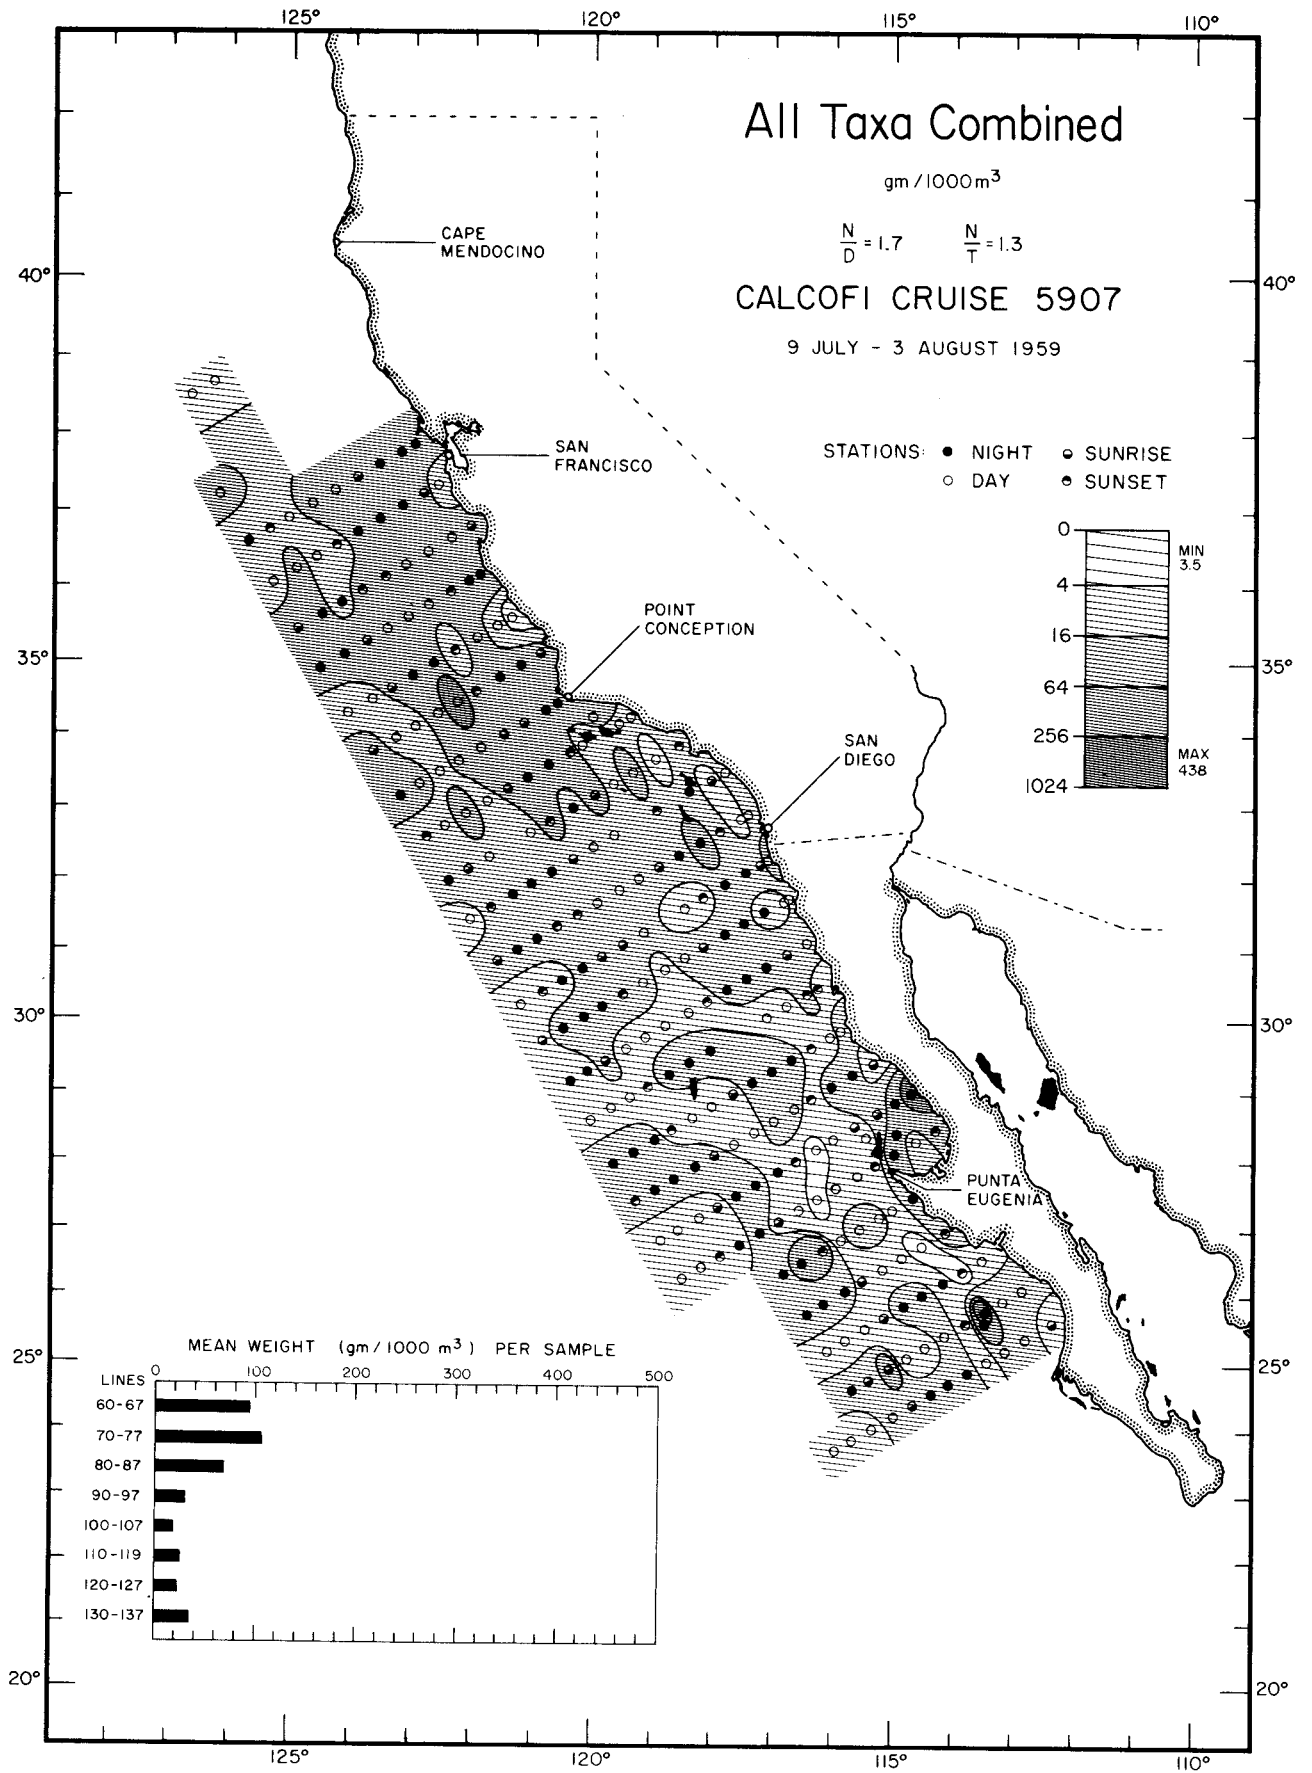 125°
120°
115°
110°
All Taxa Combined
gm/1000m³
N/D = 1.7 N/T = 1.3
CALCOFI CRUISE 5907
9 JULY - 3 AUGUST 1959
CAPE
MENDOCINO
40°
40°
STATIONS: ● NIGHT SUNRISE
○ DAY SUNSET
SAN
FRANCISCO
0
4
16
64
256
1024
MIN
3.5
MAX
438
POINT
CONCEPTION
35°
35°
SAN
DIEGO
30°
30°
PUNTA
EUGENIA
25°
25°
MEAN WEIGHT (gm/1000 m³) PER SAMPLE
LINES
0 100 200 300 400 500
60-67
70-77
80-87
90-97
100-107
110-119
120-127
130-137
20°
20°
125°
120°
115°
110°